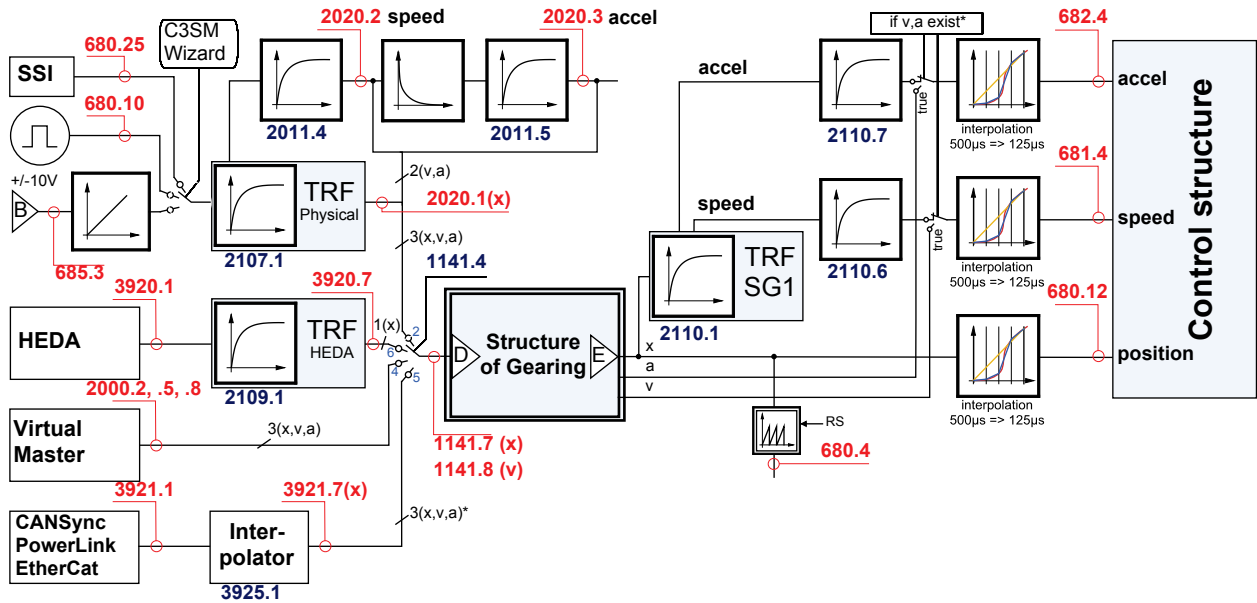 2020.2 speed
2020.3 accel
682.4
C3SM
Wizard
if v,a exist*
680.25
SSI
accel
accel
680.10
true
2011.4
2011.5
2110.7
interpolation
500µs => 125µs
+/-10V
B
TRF
Physical
2(v,a)
2020.1(x)
681.4
speed
speed
true
685.3
2107.1
3(x,v,a)
1141.4
TRF
SG1
2110.6
interpolation
500µs => 125µs
3920.1
3920.7
2110.1
680.12
HEDA
TRF
HEDA
1(x)
2
6
4
5
D
Structure
of Gearing
E
x
a
v
position
Control structure
2109.1
interpolation
500µs => 125µs
2000.2, .5, .8
Virtual
Master
3(x,v,a)
1141.7 (x)
1141.8 (v)
RS
680.4
3921.1
3921.7(x)
CANSync
PowerLink
EtherCat
Inter-
polator
3(x,v,a)*
3925.1